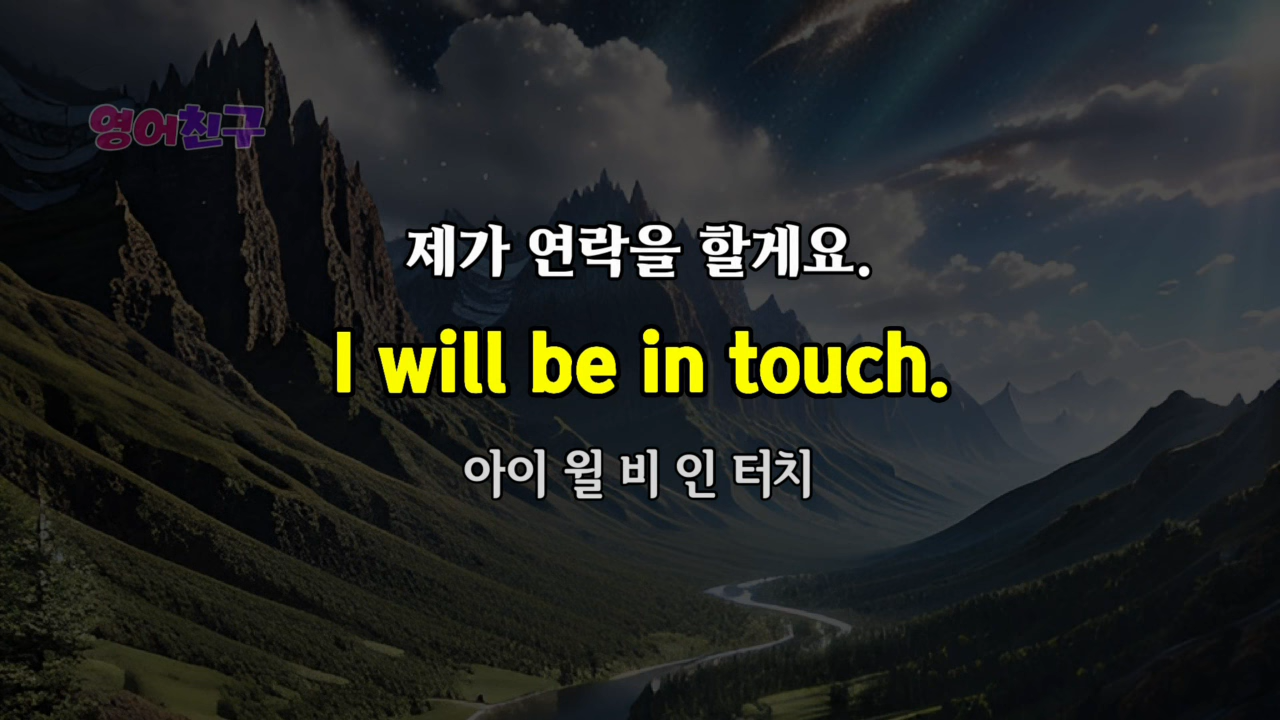 영어친구
제가 연락을 할게요.
I will be in touch.
아이 윌 비 인 터치